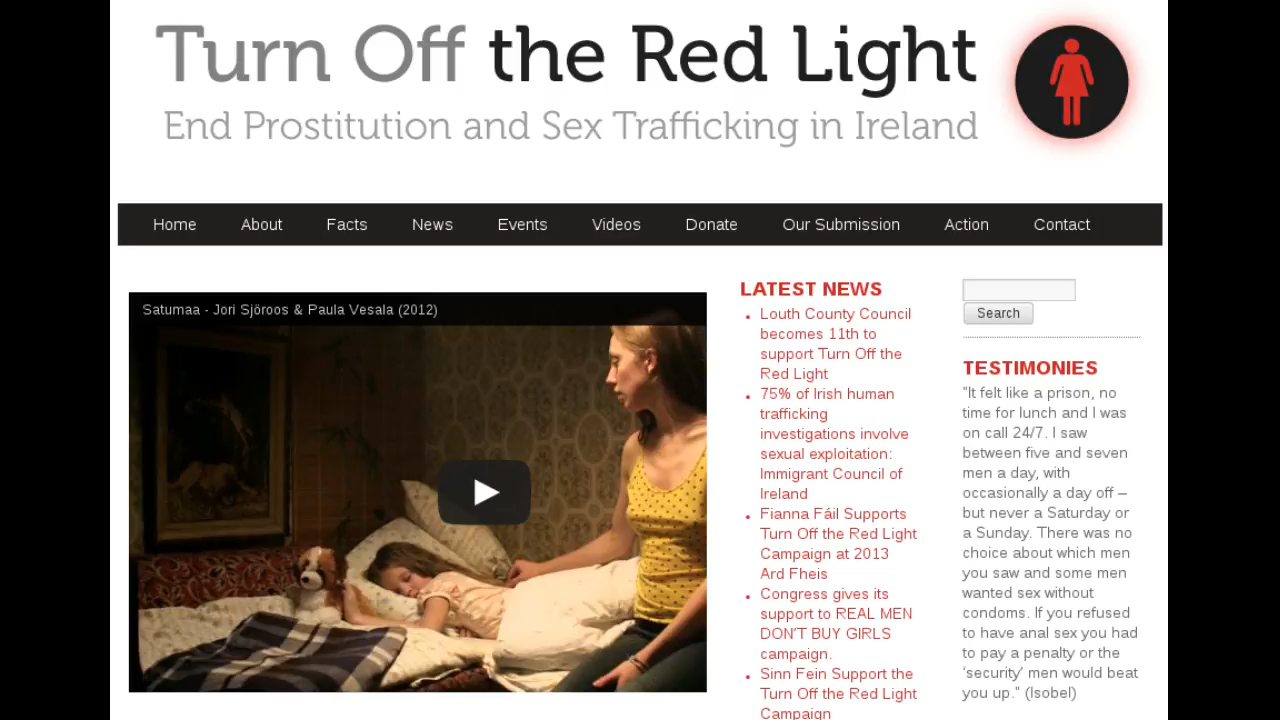 Turn Off the Red Light
End Prostitution and Sex Trafficking in Ireland
Home About Facts News Events Videos Donate Our Submission Action Contact
Satumaa - Jori Sjöroos & Paula Vesala (2012)
LATEST NEWS
Louth County Council
becomes 11th to
support Turn Off the
Red Light
75% of Irish human
trafficking
investigations involve
sexual exploitation:
Immigrant Council of
Ireland
Fianna Fáil Supports
Turn Off the Red Light
Campaign at 2013
Ard Fheis
Congress gives its
support to REAL MEN
DON'T BUY GIRLS
campaign.
Sinn Fein Support the
Turn Off the Red Light
Campaign
Search
TESTIMONIES
"It felt like a prison, no
time for lunch and I was
on call 24/7. I saw
between five and seven
men a day, with
occasionally a day off –
but never a Saturday or
a Sunday. There was no
choice about which men
you saw and some men
wanted sex without
condoms. If you refused
to have anal sex you had
to pay a penalty or the
‘security’ men would beat
you up." (Isobel)